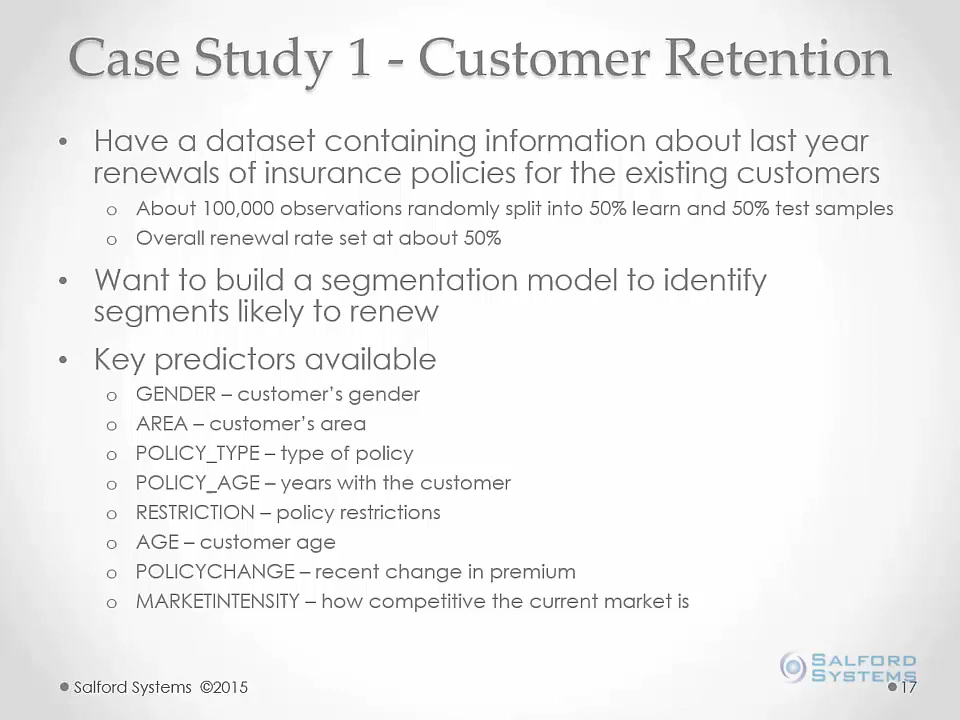 Case Study 1 - Customer Retention
• Have a dataset containing information about last year
renewals of insurance policies for the existing customers
o About 100,000 observations randomly split into 50% learn and 50% test samples
o Overall renewal rate set at about 50%
• Want to build a segmentation model to identify
segments likely to renew
• Key predictors available
o GENDER – customer's gender
o AREA – customer's area
o POLICY_TYPE – type of policy
o POLICY_AGE – years with the customer
o RESTRICTION – policy restrictions
o AGE – customer age
o POLICYCHANGE – recent change in premium
o MARKETINTENSITY – how competitive the current market is
SALFORD
SYSTEMS
• Salford Systems ©2015
• 17